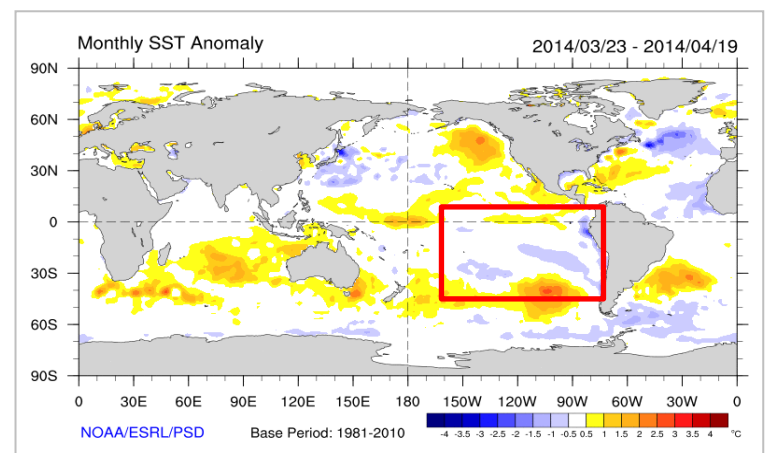 Monthly SST Anomaly 2014/03/23 - 2014/04/19
90N
60N
30N
0
30S
60S
90S
0 30E 60E 90E 120E 150E 180 150W 120W 90W 60W 30W 0
NOAA/ESRL/PSD Base Period: 1981-2010
-4 -3.5 -3 -2.5 -2 -1.5 -1 -0.5 0.5 1 1.5 2 2.5 3 3.5 4 °C